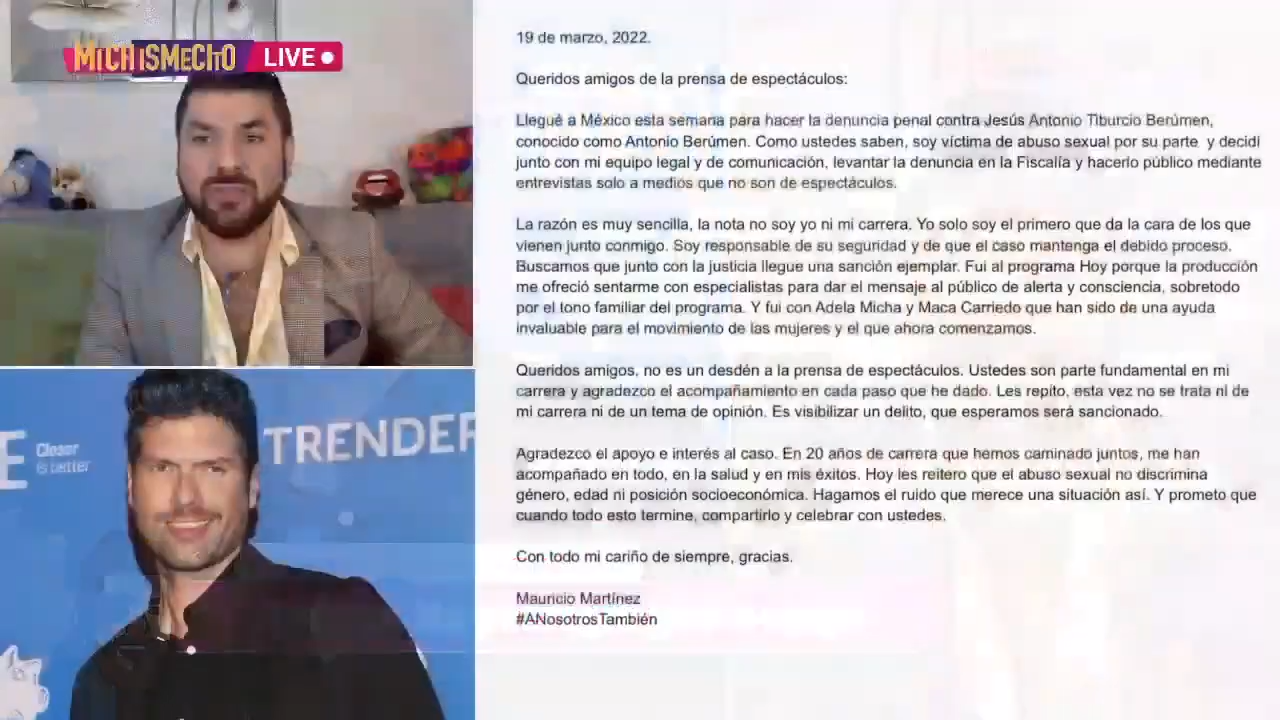 MICHISMECITO LIVE
E Closer
is better
TRENDER
19 de marzo, 2022.
Queridos amigos de la prensa de espectáculos:
Llegué a México esta semana para hacer la denuncia penal contra Jesús Antonio Tiburcio Berúmen,
conocido como Antonio Berúmen. Como ustedes saben, soy víctima de abuso sexual por su parte y decidí
junto con mi equipo legal y de comunicación, levantar la denuncia en la Fiscalía y hacerlo público mediante
entrevistas solo a medios que no son de espectáculos.
La razón es muy sencilla, la nota no soy yo ni mi carrera. Yo solo soy el primero que da la cara de los que
vienen junto conmigo. Soy responsable de su seguridad y de que el caso mantenga el debido proceso.
Buscamos que junto con la justicia llegue una sanción ejemplar. Fui al programa Hoy porque la producción
me ofreció sentarme con especialistas para dar el mensaje al público de alerta y consciencia, sobretodo
por el tono familiar del programa. Y fui con Adela Micha y Maca Carriedo que han sido de una ayuda
invaluable para el movimiento de las mujeres y el que ahora comenzamos.
Queridos amigos, no es un desdén a la prensa de espectáculos. Ustedes son parte fundamental en mi
carrera y agradezco el acompañamiento en cada paso que he dado. Les repito, esta vez no se trata ni de
mi carrera ni de un tema de opinión. Es visibilizar un delito, que esperamos será sancionado.
Agradezco el apoyo e interés al caso. En 20 años de carrera que hemos caminado juntos, me han
acompañado en todo, en la salud y en mis éxitos. Hoy les reitero que el abuso sexual no discrimina
género, edad ni posición socioeconómica. Hagamos el ruido que merece una situación así. Y prometo que
cuando todo esto termine, compartirlo y celebrar con ustedes.
Con todo mi cariño de siempre, gracias.
Mauricio Martínez
#ANosotrosTambién